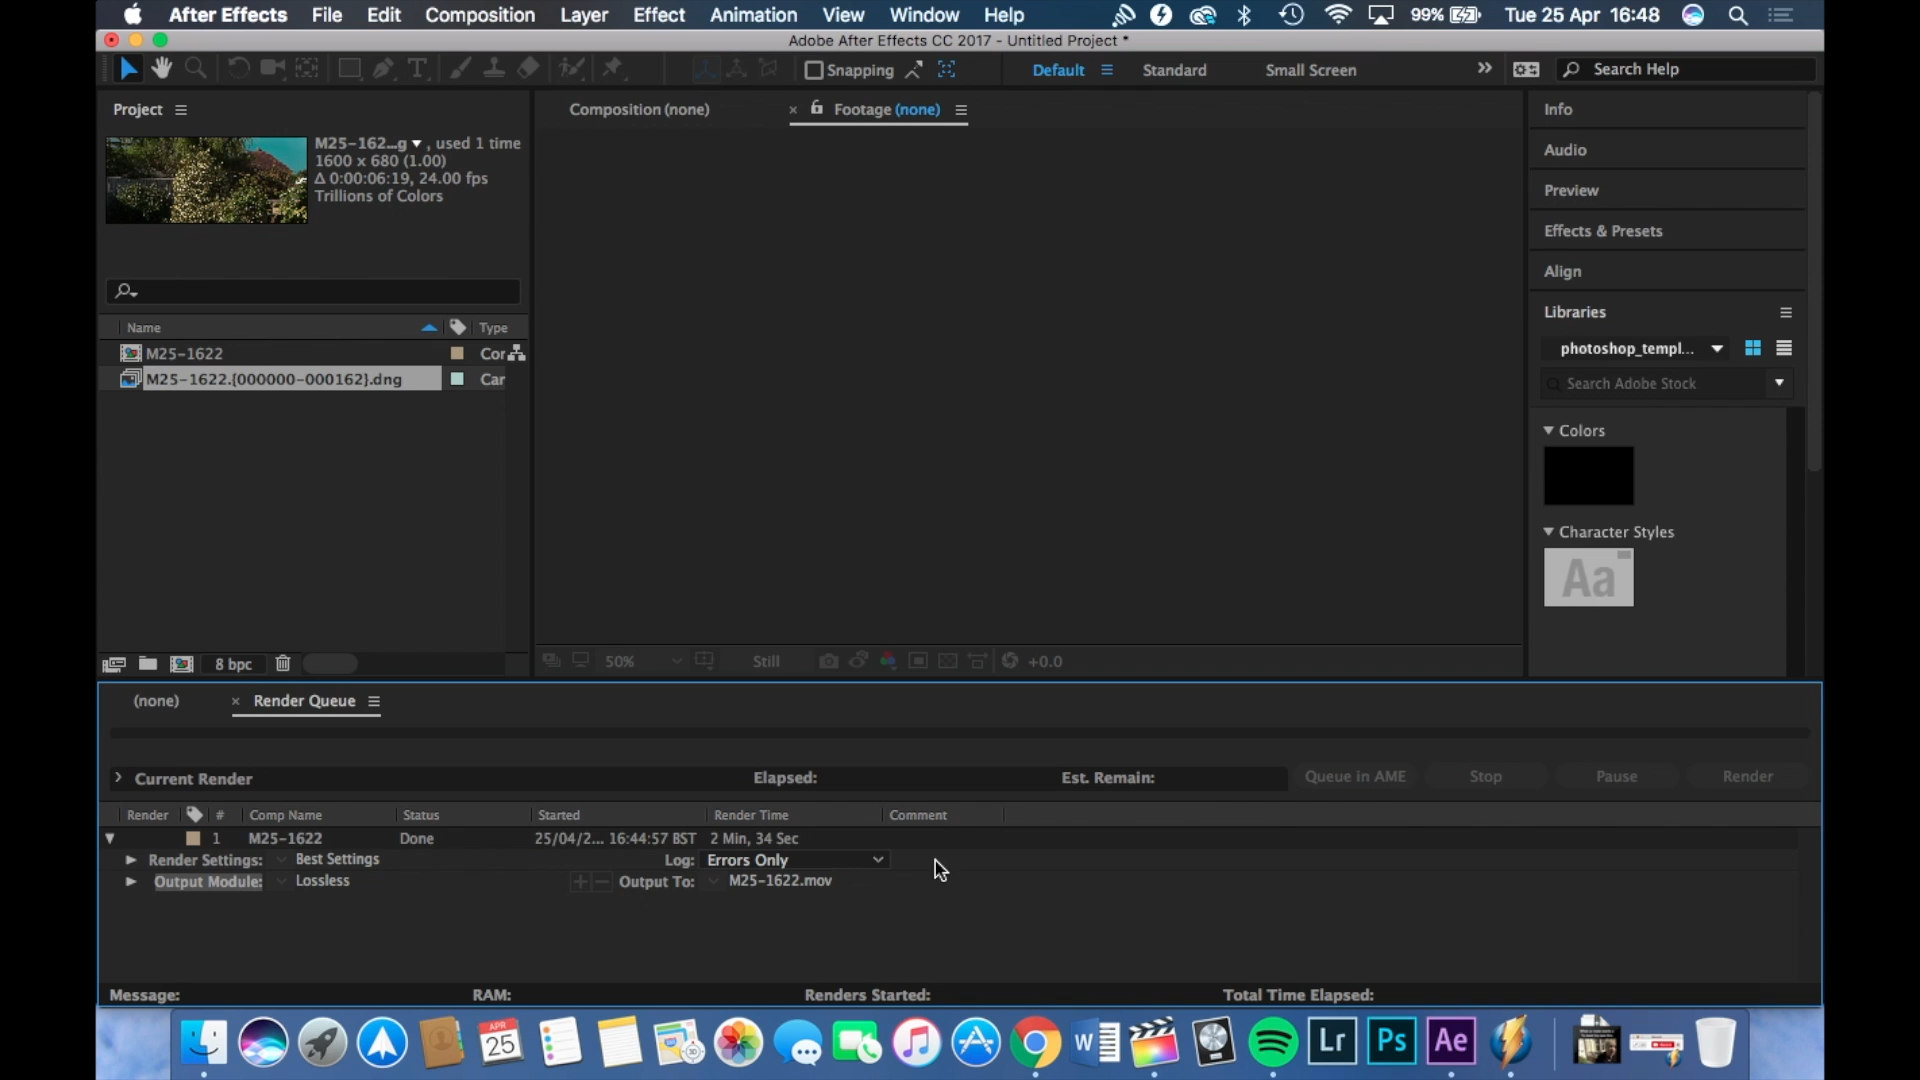 After Effects File Edit Composition Layer Effect Animation View Window Help 99% Tue 25 Apr 16:48
Adobe After Effects CC 2017 - Untitled Project *
Snapping Default Standard Small Screen Search Help
Project
Composition (none)
Footage (none)
M25-162...g , used 1 time
1600 x 680 (1.00)
Δ 0:00:06:19, 24.00 fps
Trillions of Colors
Name Type
M25-1622 Cor
M25-1622.{000000-000162}.dng Car
8 bpc
50% Still +0.0
Info
Audio
Preview
Effects & Presets
Align
Libraries
photoshop_templ...
Search Adobe Stock
Colors
Character Styles
Aa
(none) Render Queue
Current Render Elapsed: Est. Remain: Queue in AME Stop Pause Render
Render # Comp Name Status Started Render Time Comment
1 M25-1622 Done 25/04/2... 16:44:57 BST 2 Min, 34 Sec
Render Settings: Best Settings Log: Errors Only
Output Module: Lossless Output To: M25-1622.mov
Message: RAM: Renders Started: Total Time Elapsed:
APR
25
W Lr Ps Ae